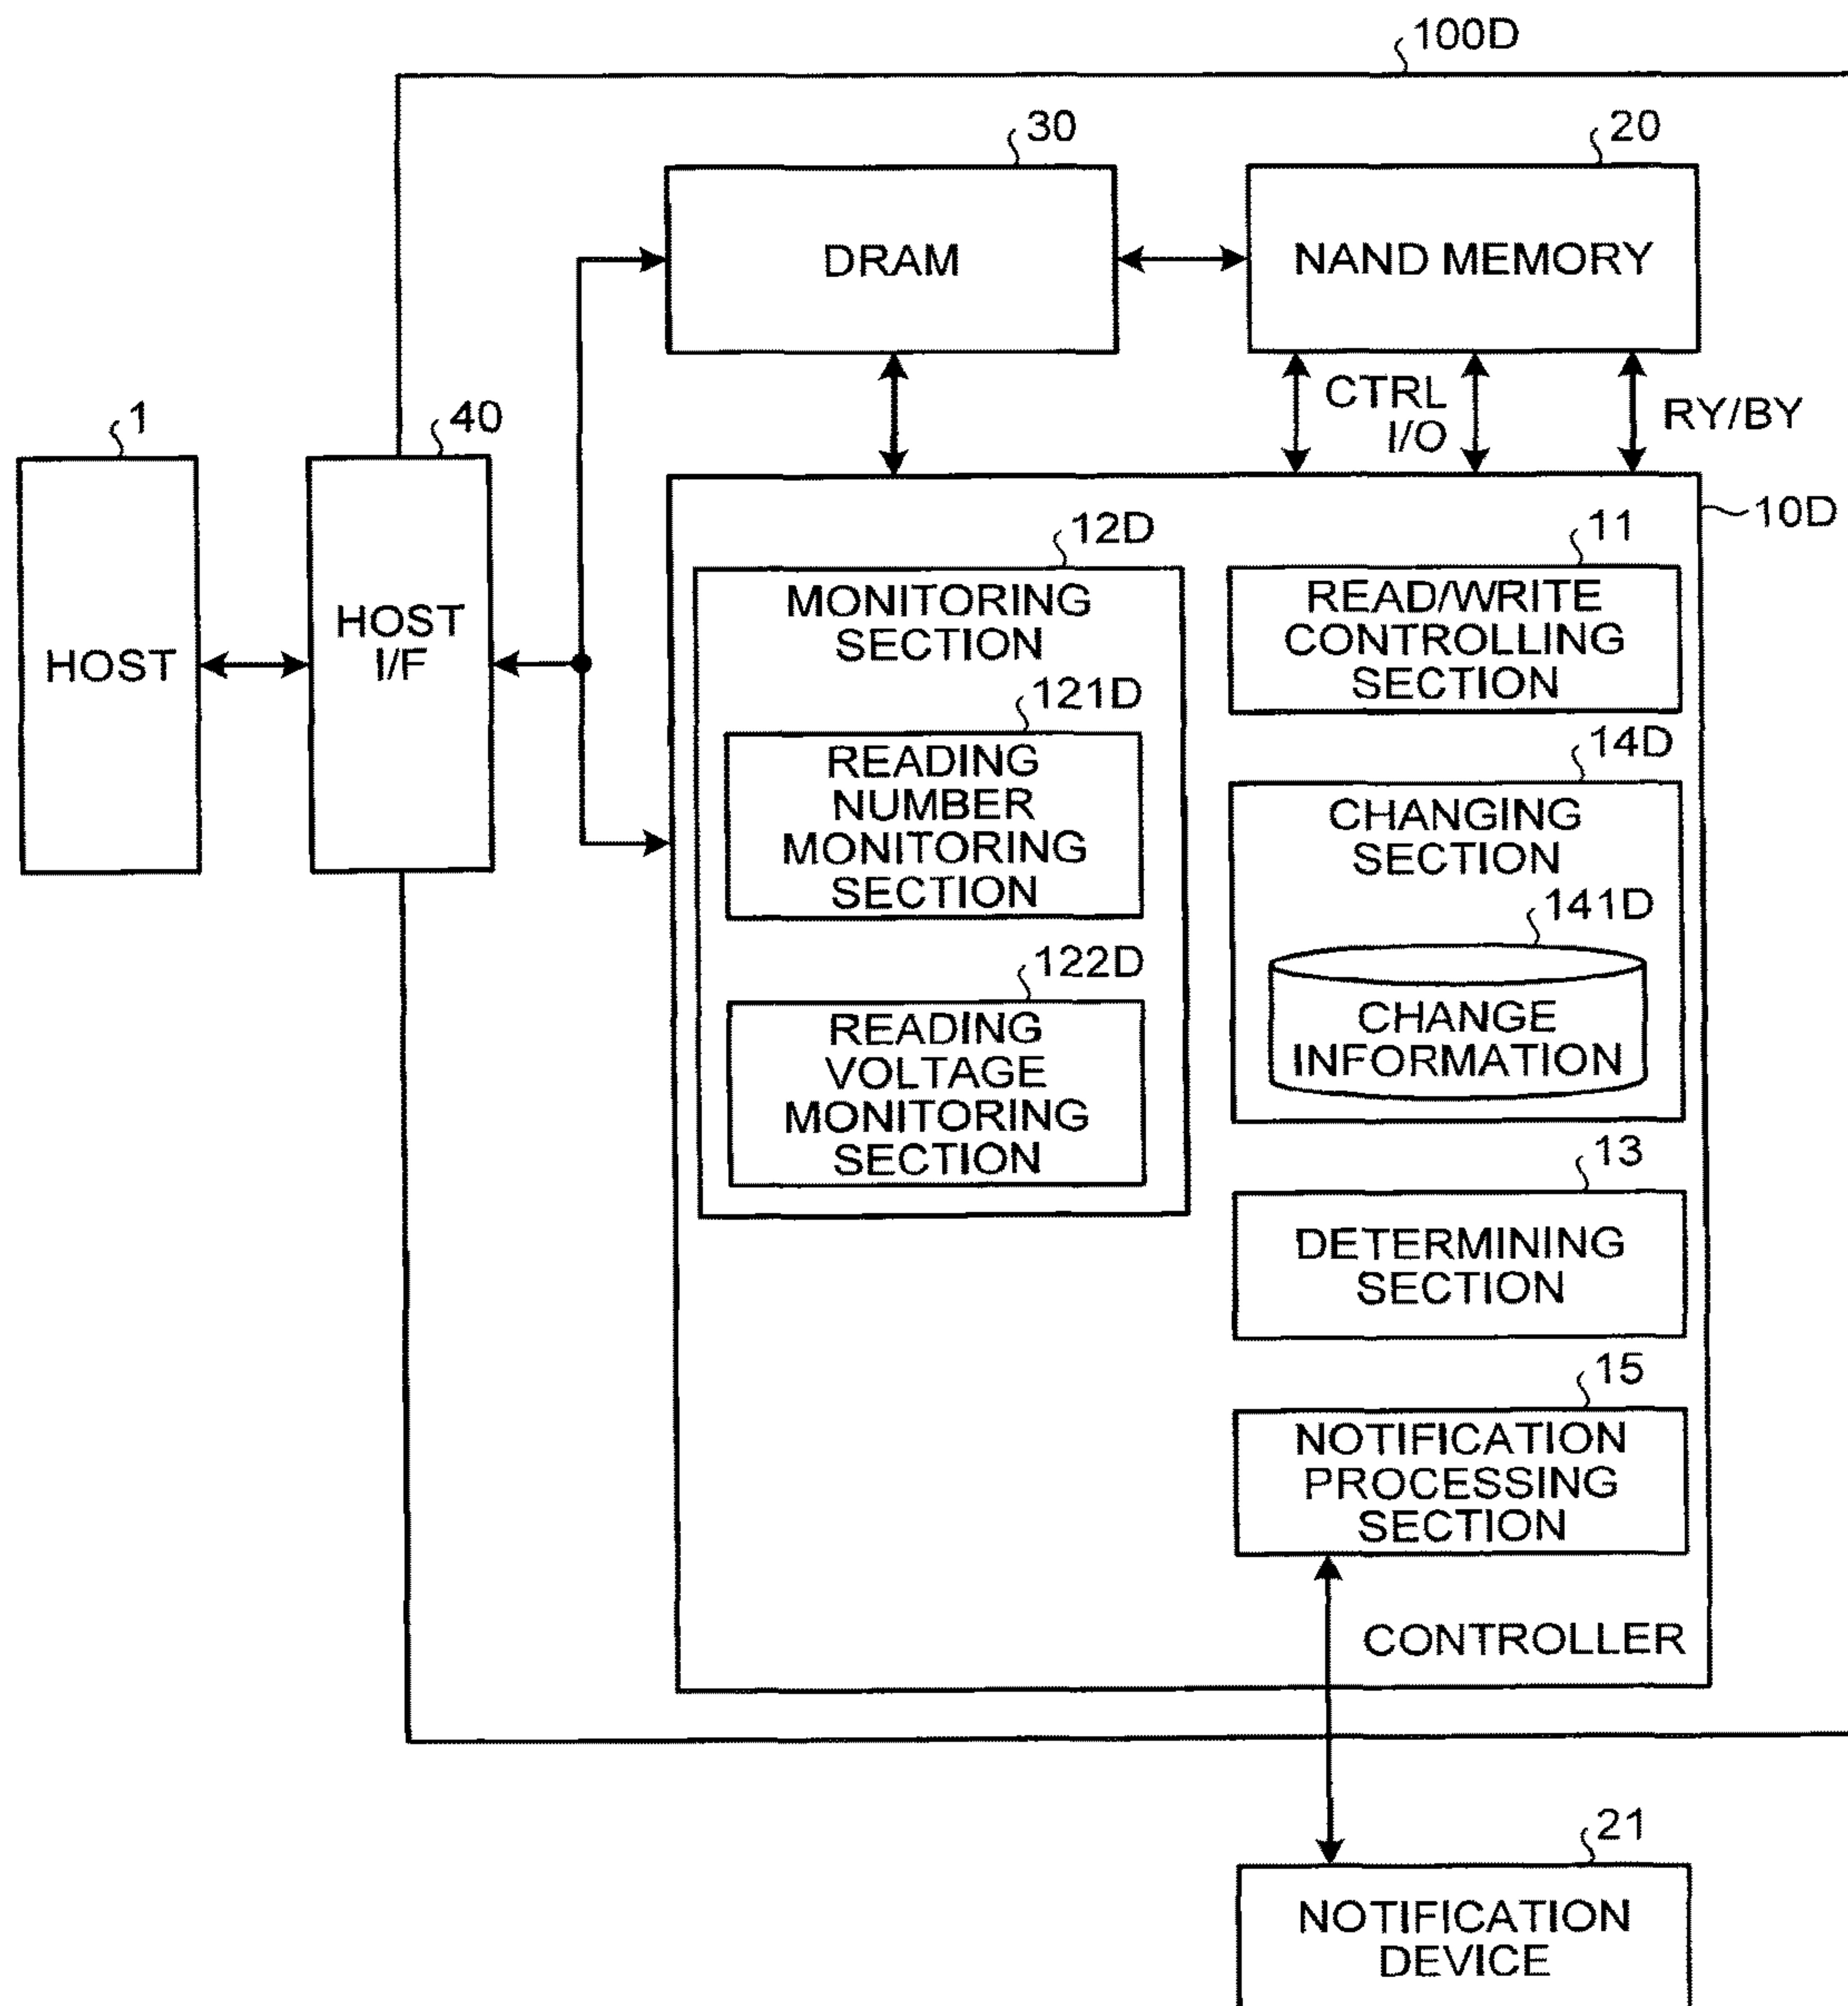 100D
30
20
DRAM
NAND MEMORY
1
40
CTRL
I/O
RY/BY
HOST
HOST
I/F
10D
12D
MONITORING
SECTION
121D
READING
NUMBER
MONITORING
SECTION
122D
READING
VOLTAGE
MONITORING
SECTION
11
READ/WRITE
CONTROLLING
SECTION
14D
CHANGING
SECTION
141D
CHANGE
INFORMATION
13
DETERMINING
SECTION
15
NOTIFICATION
PROCESSING
SECTION
CONTROLLER
21
NOTIFICATION
DEVICE